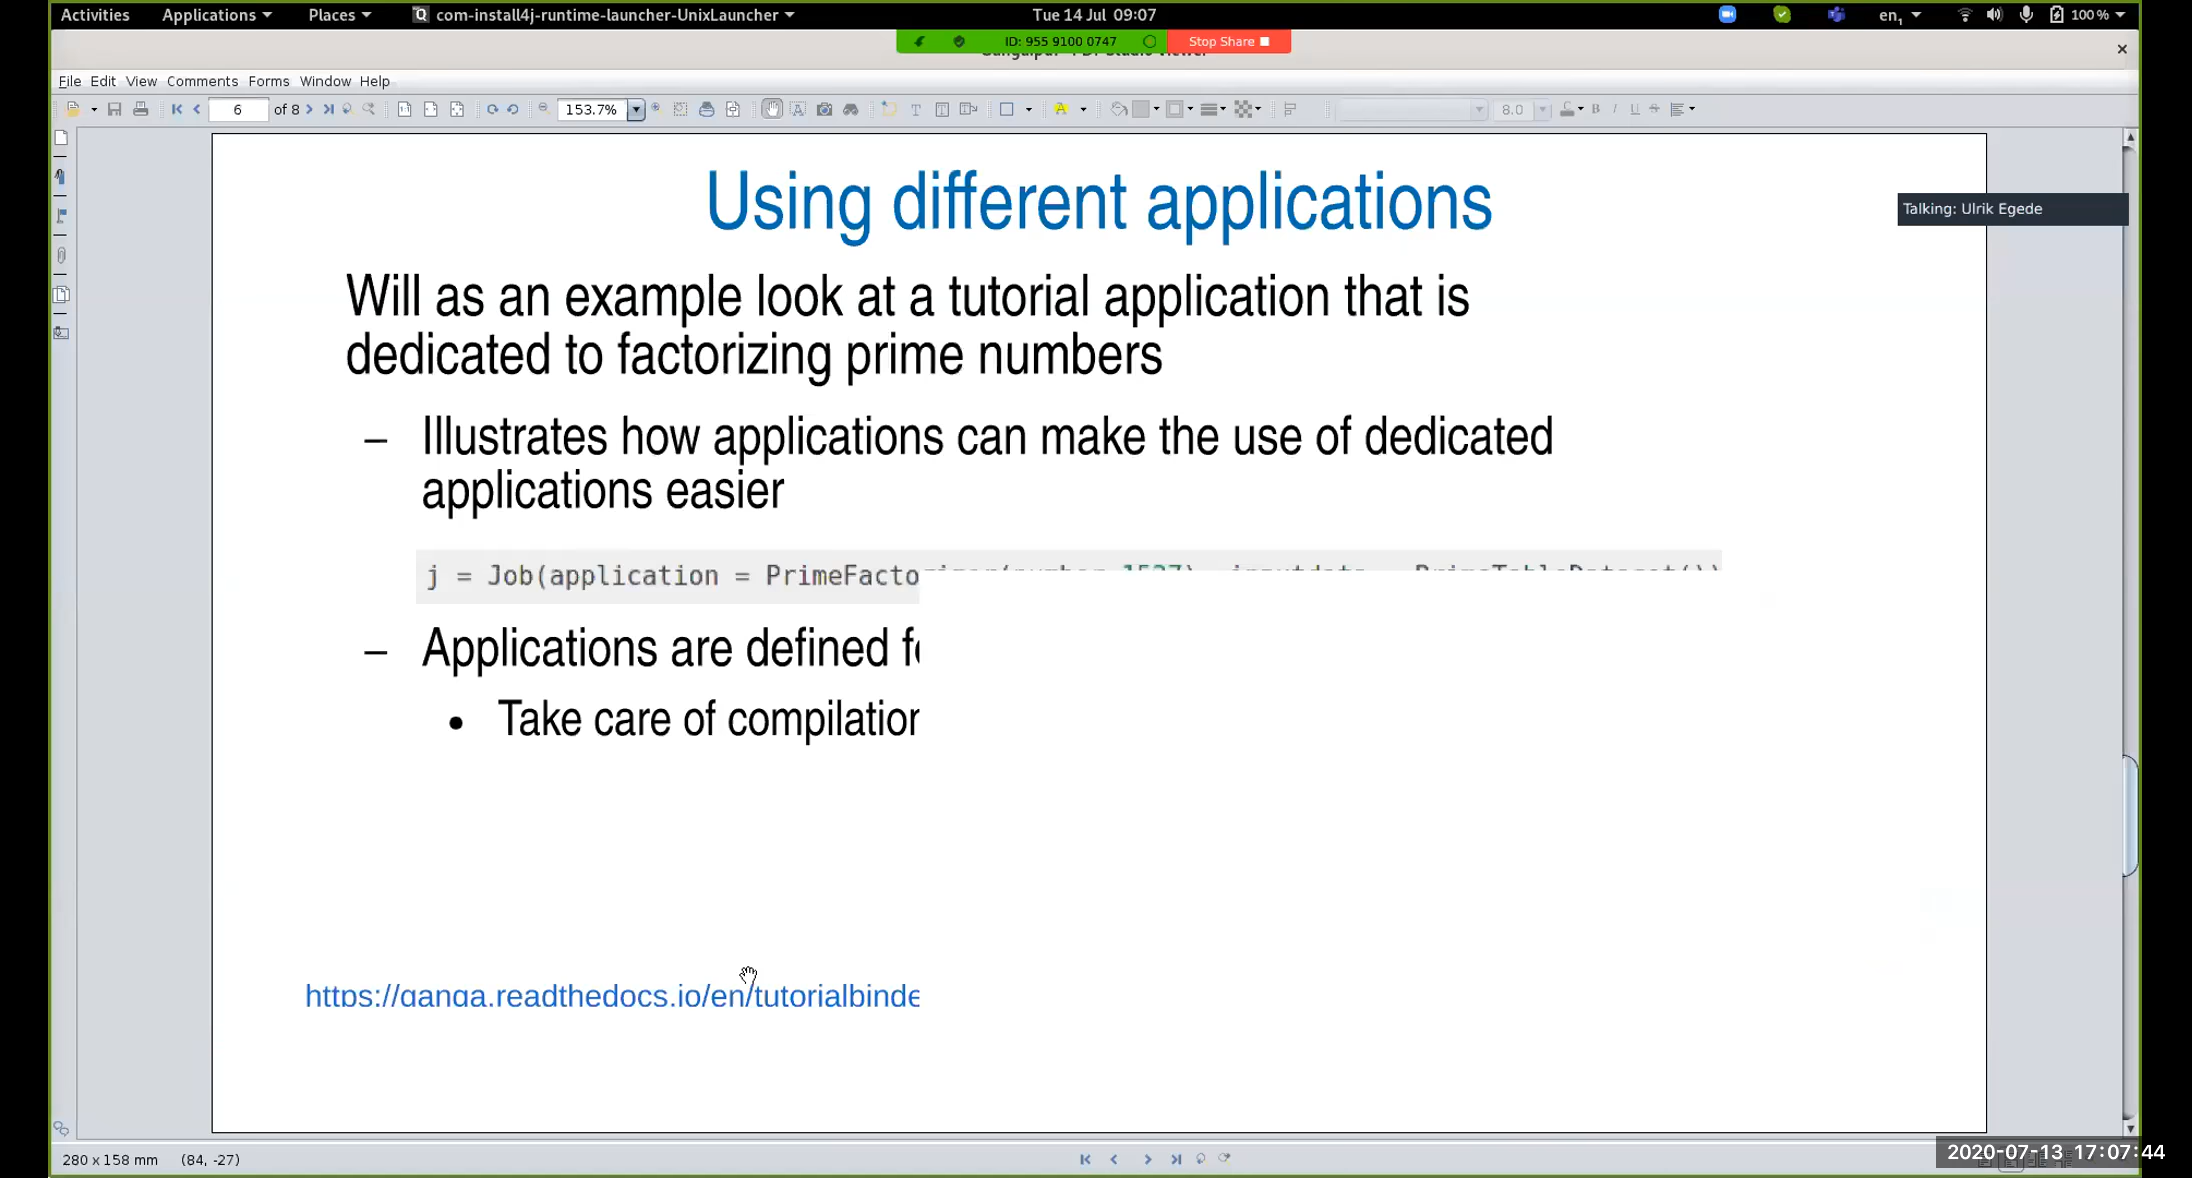 Activities Applications Places com-install4j-runtime-launcher-UnixLauncher Tue 14 Jul 09:07 en1 100 %
ID: 955 9100 0747 Stop Share
File Edit View Comments Forms Window Help
6 of 8 153.7% 8.0
Using different applications
Talking: Ulrik Egede
Will as an example look at a tutorial application that is
dedicated to factorizing prime numbers
– Illustrates how applications can make the use of dedicated
applications easier
j = Job(application = PrimeFacto
– Applications are defined
• Take care of
https://ganga.readthedocs.io/en/tutorialbinde
280 x 158 mm (84, -27)
2020-07-13 17:07:44